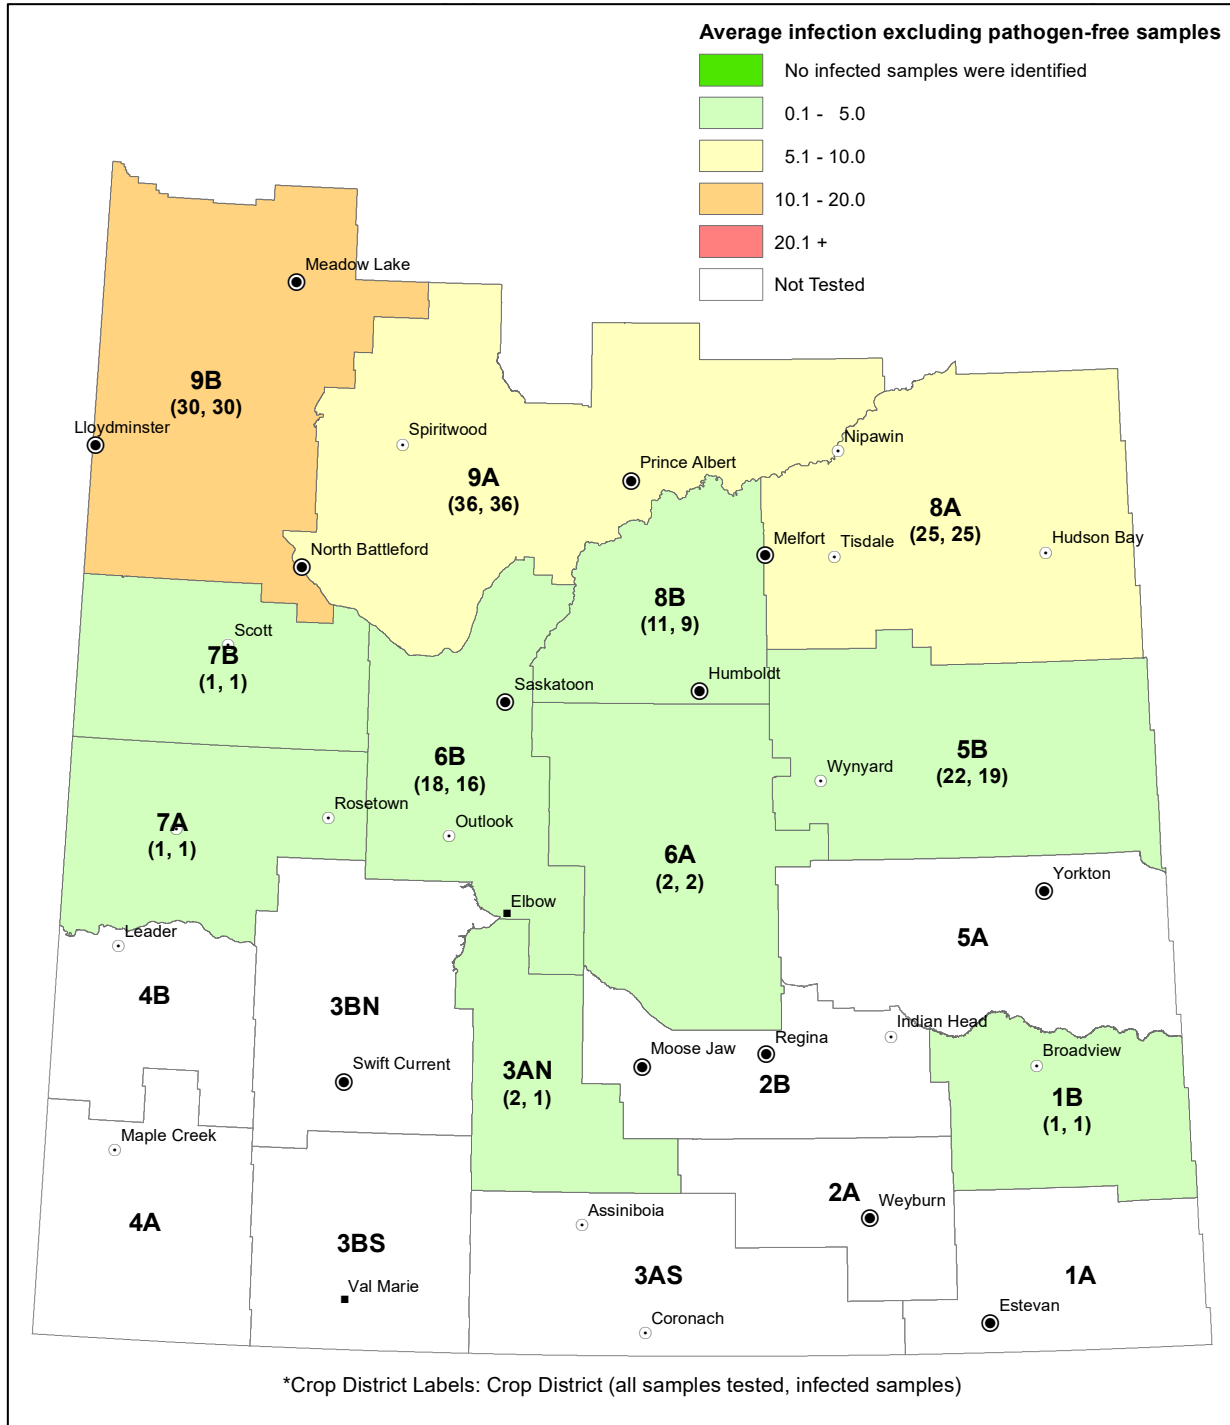 Average infection excluding pathogen-free samples
No infected samples were identified
0.1 - 5.0
5.1 - 10.0
10.1 - 20.0
20.1 +
Not Tested
Meadow Lake
9B
(30, 30)
Lloydminster
Spiritwood
Nipawin
Prince Albert
9A
(36, 36)
8A
(25, 25)
North Battleford
Melfort
Tisdale
Hudson Bay
8B
(11, 9)
Scott
7B
(1, 1)
Saskatoon
Humboldt
6B
(18, 16)
5B
(22, 19)
Wynyard
Rosetown
7A
(1, 1)
Outlook
6A
(2, 2)
Yorkton
Elbow
Leader
5A
4B
3BN
Indian Head
Regina
Moose Jaw
Broadview
Swift Current
3AN
(2, 1)
2B
1B
(1, 1)
Maple Creek
2A
Weyburn
4A
Assiniboia
3BS
3AS
1A
Val Marie
Estevan
Coronach
*Crop District Labels: Crop District (all samples tested, infected samples)